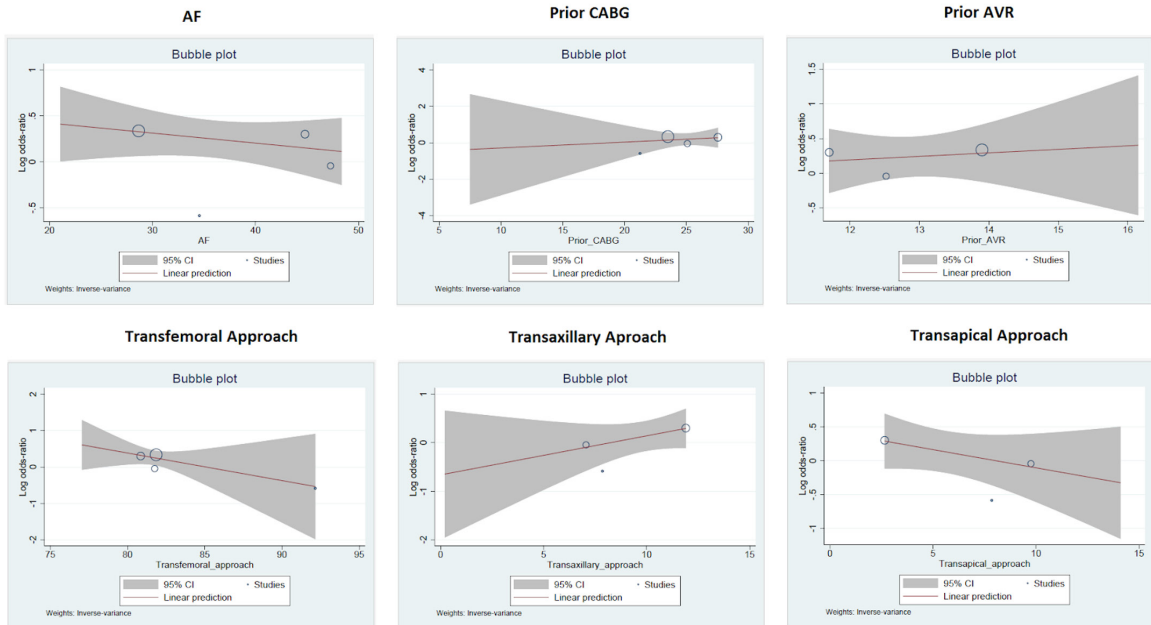 AF
Prior CABG
Prior AVR
Bubble plot
Log odds-ratio
1
.5
0
-.5
20 30 40 50
AF
95% CI
Studies
Linear prediction
Weights: Inverse-variance
Bubble plot
Log odds-ratio
4
2
0
-2
-4
5 10 15 20 25 30
Prior_CABG
95% CI
Studies
Linear prediction
Weights: Inverse-variance
Bubble plot
Log odds-ratio
1.5
1
.5
0
-.5
12 13 14 15 16
Prior_AVR
95% CI
Studies
Linear prediction
Weights: Inverse-variance
Transfemoral Approach
Transaxillary Aproach
Transapical Approach
Bubble plot
Log odds-ratio
2
1
0
-1
-2
75 80 85 90 95
Transfemoral_approach
95% CI
Studies
Linear prediction
Weights: Inverse-variance
Bubble plot
Log odds-ratio
1
0
-1
-2
0 5 10 15
Transaxillary_approach
95% CI
Studies
Linear prediction
Weights: Inverse-variance
Bubble plot
Log odds-ratio
1
.5
0
-.5
-1
0 5 10 15
Transapical_approach
95% CI
Studies
Linear prediction
Weights: Inverse-variance